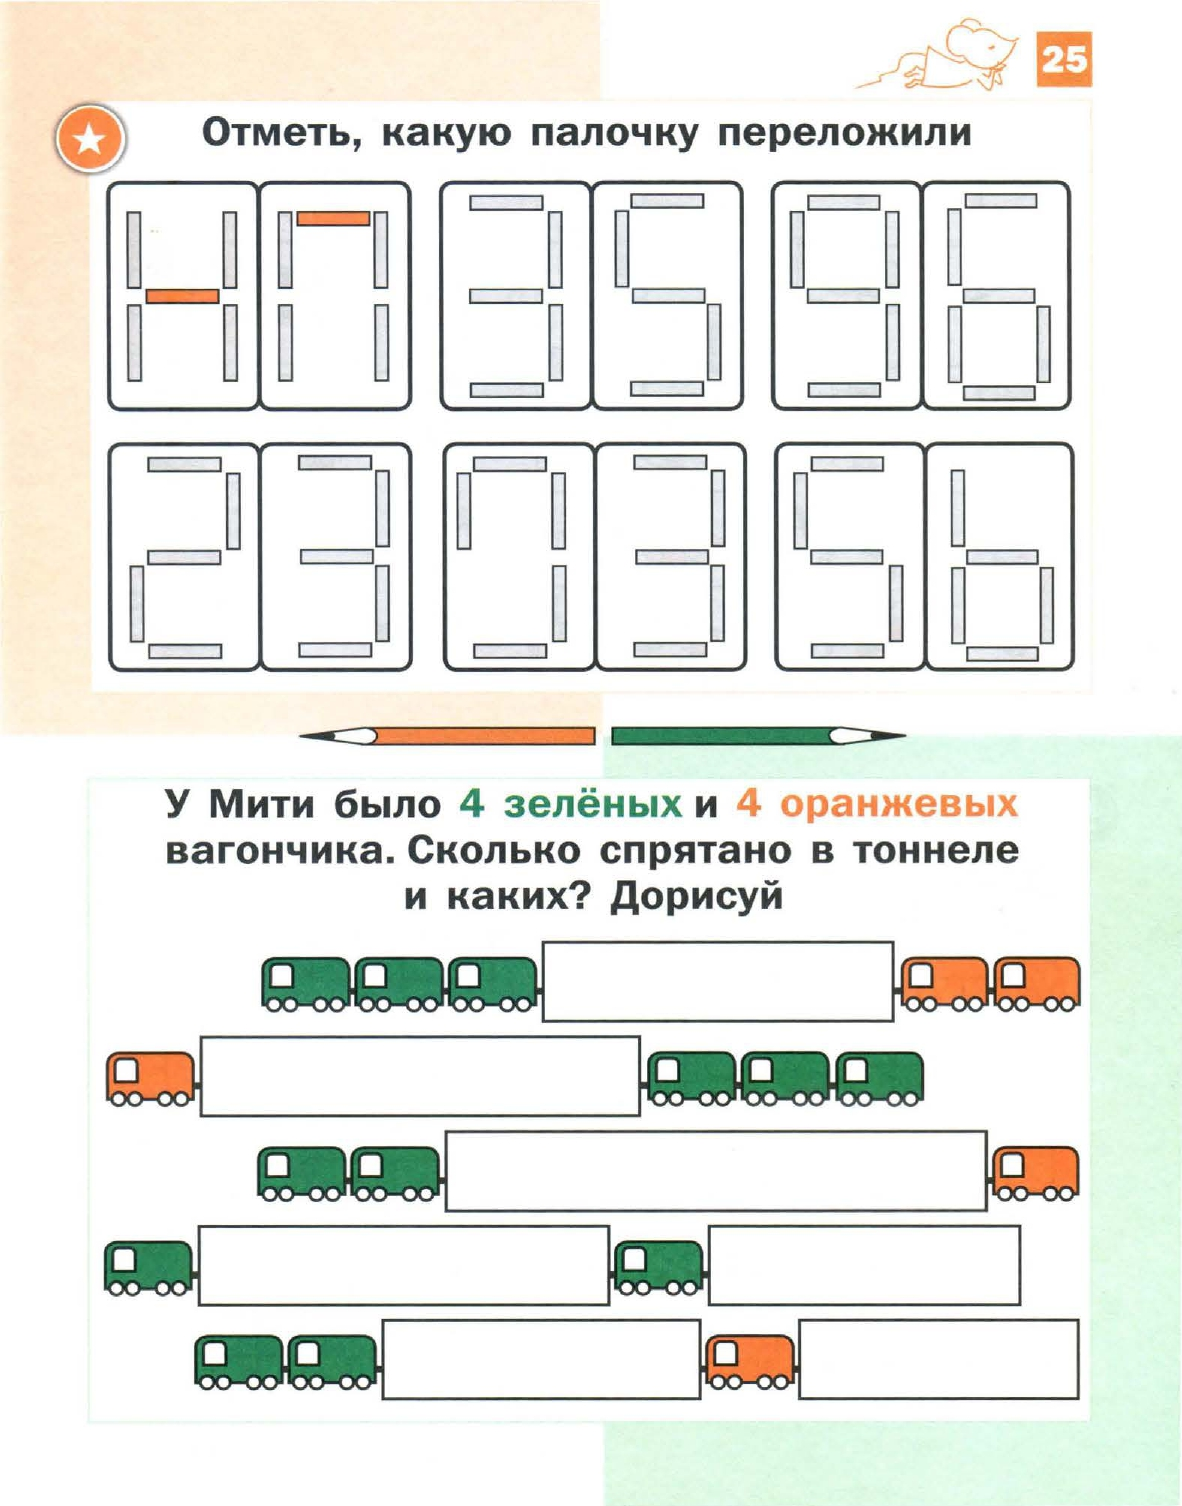 25
Отметь, какую палочку переложили
У Мити было 4 зелёных и 4 оранжевых
вагончика. Сколько спрятано в тоннеле
и каких? Дорисуй